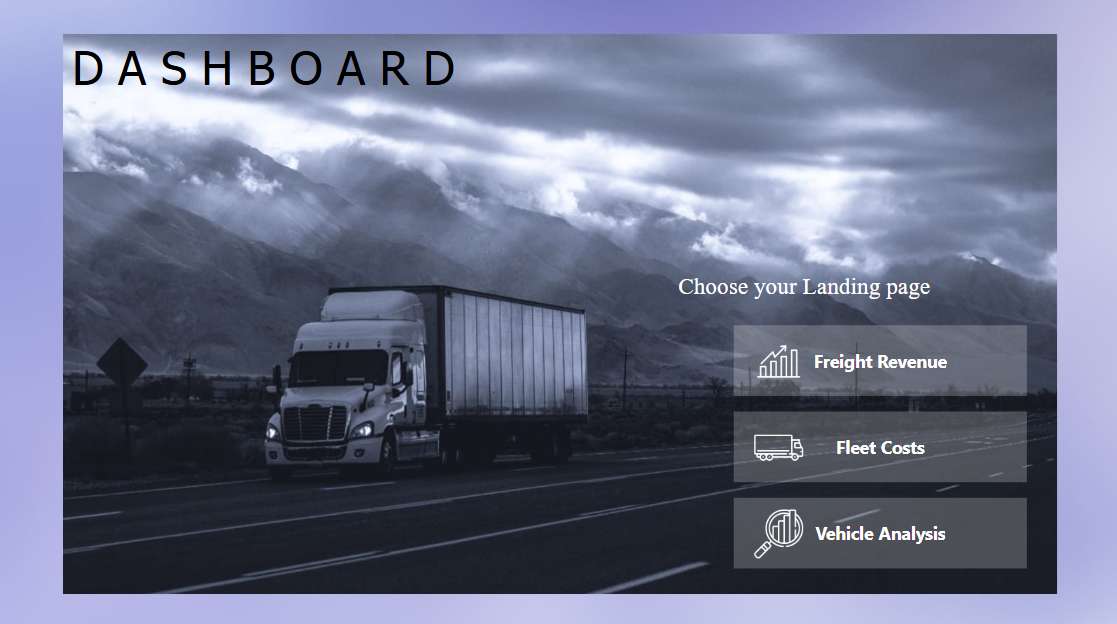 DASHBOARD
Choose your Landing page
Freight Revenue
Fleet Costs
Vehicle Analysis